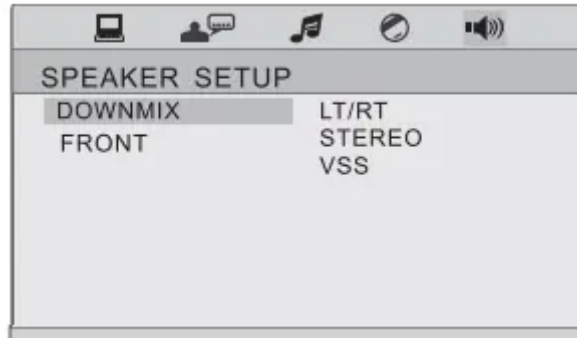 SPEAKER SETUP
DOWNMIX
FRONT
LT/RT
STEREO
VSS